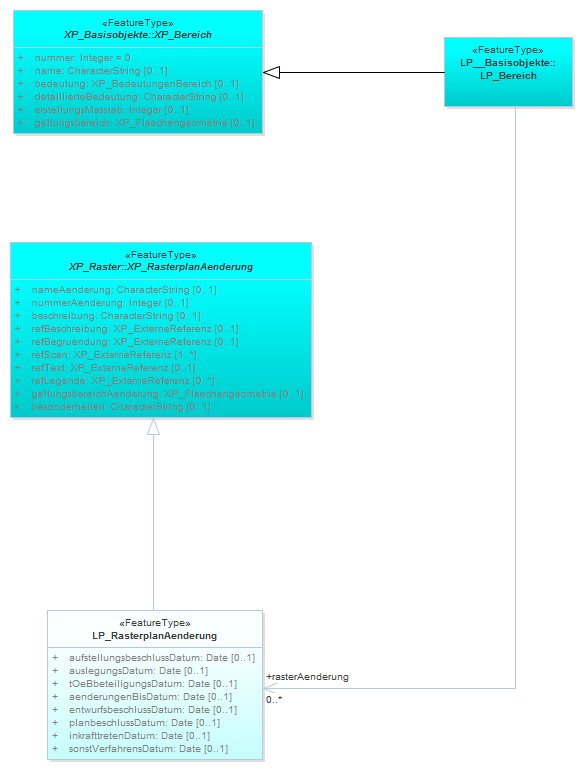 «FeatureType»
XP_Basisobjekte::XP_Bereich
+ nummer: Integer = 0
+ name: CharacterString [0..1]
+ bedeutung: XP_BedeutungenBereich [0..1]
+ detaillierteBedeutung: CharacterString [0..1]
+ erstellungsMasstab: Integer [0..1]
+ geltungsbereich: XP_Flaechengeometrie [0..1]
«FeatureType»
LP__Basisobjekte::
LP_Bereich
«FeatureType»
XP_Raster::XP_RasterplanAenderung
+ nameAenderung: CharacterString [0..1]
+ nummerAenderung: Integer [0..1]
+ beschreibung: CharacterString [0..1]
+ refBeschreibung: XP_ExterneReferenz [0..1]
+ refBegruendung: XP_ExterneReferenz [0..1]
+ refScan: XP_ExterneReferenz [1..*]
+ refText: XP_ExterneReferenz [0..1]
+ refLegende: XP_ExterneReferenz [0..*]
+ geltungsbereichAenderung: XP_Flaechengeometrie [0..1]
+ besonderheiten: CharacterString [0..1]
«FeatureType»
LP_RasterplanAenderung
+ aufstellungsbeschlussDatum: Date [0..1]
+ auslegungsDatum: Date [0..1]
+ tOeBbeteiligungsDatum: Date [0..1]
+ aenderungenBisDatum: Date [0..1]
+ entwurfsbeschlussDatum: Date [0..1]
+ planbeschlussDatum: Date [0..1]
+ inkrafttretenDatum: Date [0..1]
+ sonstVerfahrensDatum: Date [0..1]
+rasterAenderung
0..*